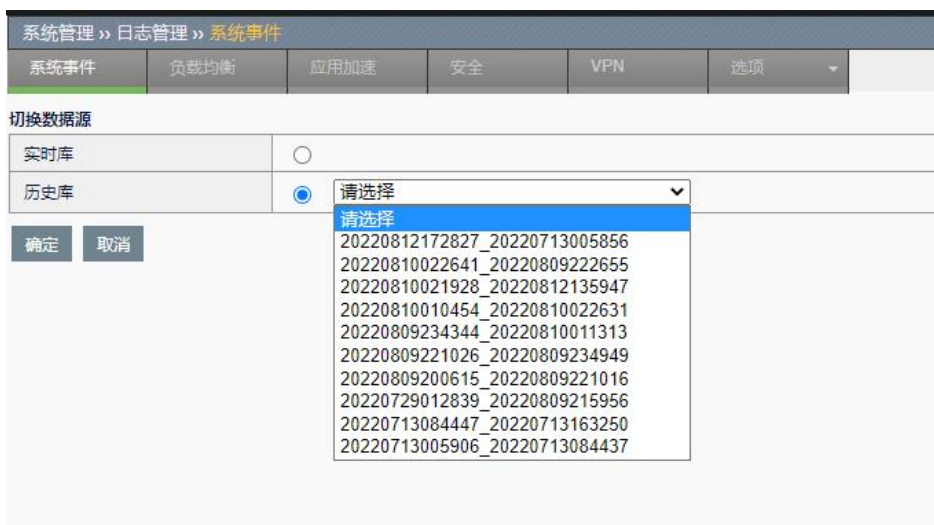 系统管理 ›› 日志管理 ›› 系统事件
系统事件 负载均衡 应用加速 安全 VPN 选项
切换数据源
实时库
历史库 请选择
请选择
确定 取消
20220812172827_20220713005856
20220810022641_20220809222655
20220810021928_20220812135947
20220810010454_20220810022631
20220809234344_20220810011313
20220809221026_20220809234949
20220809200615_20220809221016
20220729012839_20220809215956
20220713084447_20220713163250
20220713005906_20220713084437